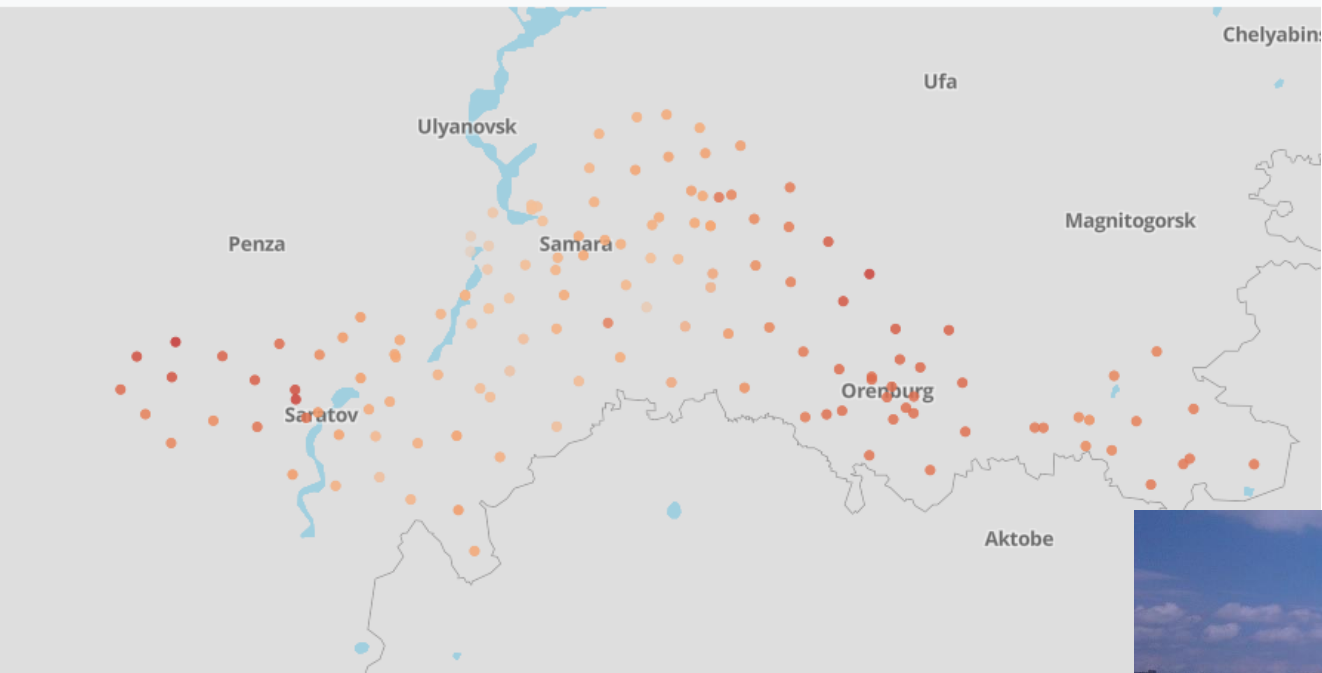 Chelyabins
Ufa
Ulyanovsk
Magnitogorsk
Penza
Samara
Orenburg
Saratov
Aktobe